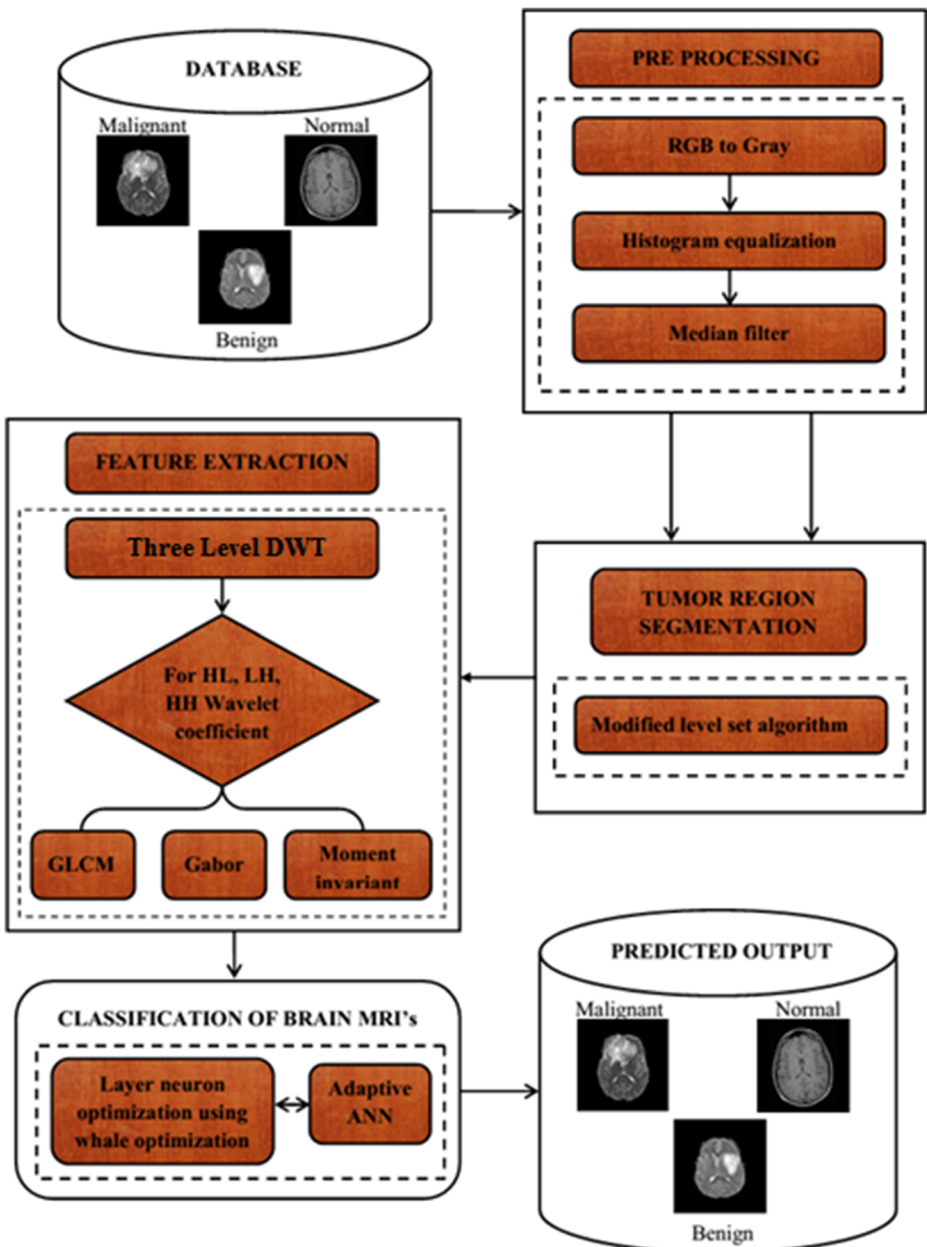 DATABASE
Malignant
Normal
Benign
PRE PROCESSING
RGB to Gray
Histogram equalization
Median filter
FEATURE EXTRACTION
Three Level DWT
For HL, LH,
HH Wavelet
coefficient
GLCM
Gabor
Moment
invariant
TUMOR REGION
SEGMENTATION
Modified level set algorithm
CLASSIFICATION OF BRAIN MRI's
Layer neuron
optimization using
whale optimization
Adaptive
ANN
PREDICTED OUTPUT
Malignant
Normal
Benign